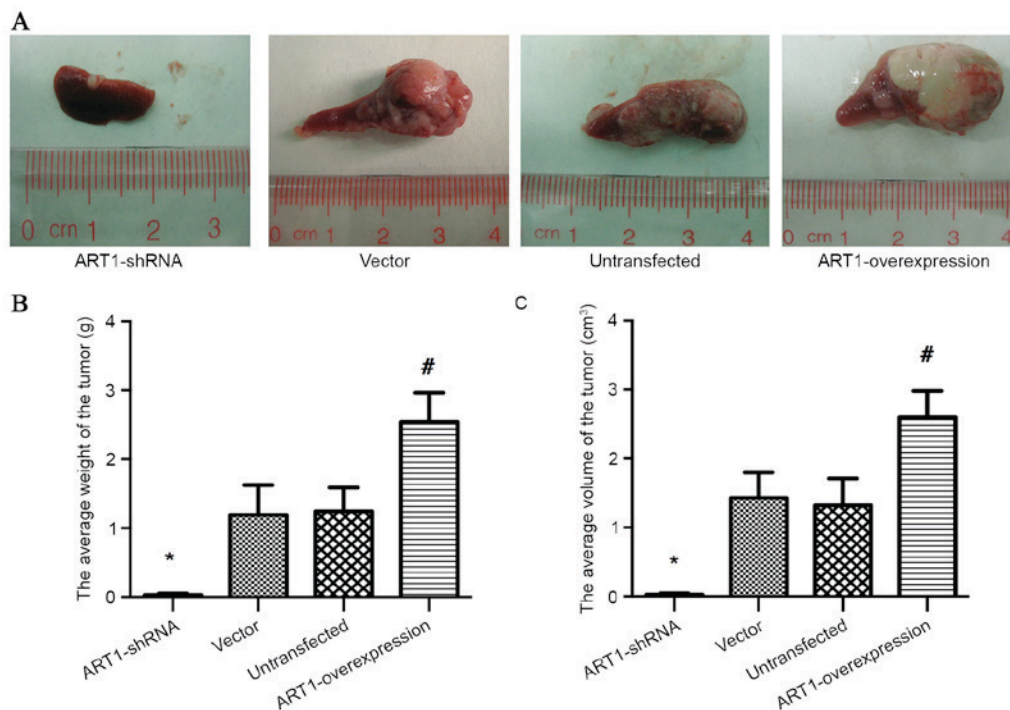 A
0 cm 1 2 3
0 cm 1 2 3 4
0 cm 1 2 3 4
0 cm 1 2 3 4
ART1-shRNA
Vector
Untransfected
ART1-overexpression
B
The average weight of the tumor (g)
4
3
2
1
0
*
#
ART1-shRNA
Vector
Untransfected
ART1-overexpression
C
The average volume of the tumor (cm³)
4
3
2
1
0
*
#
ART1-shRNA
Vector
Untransfected
ART1-overexpression